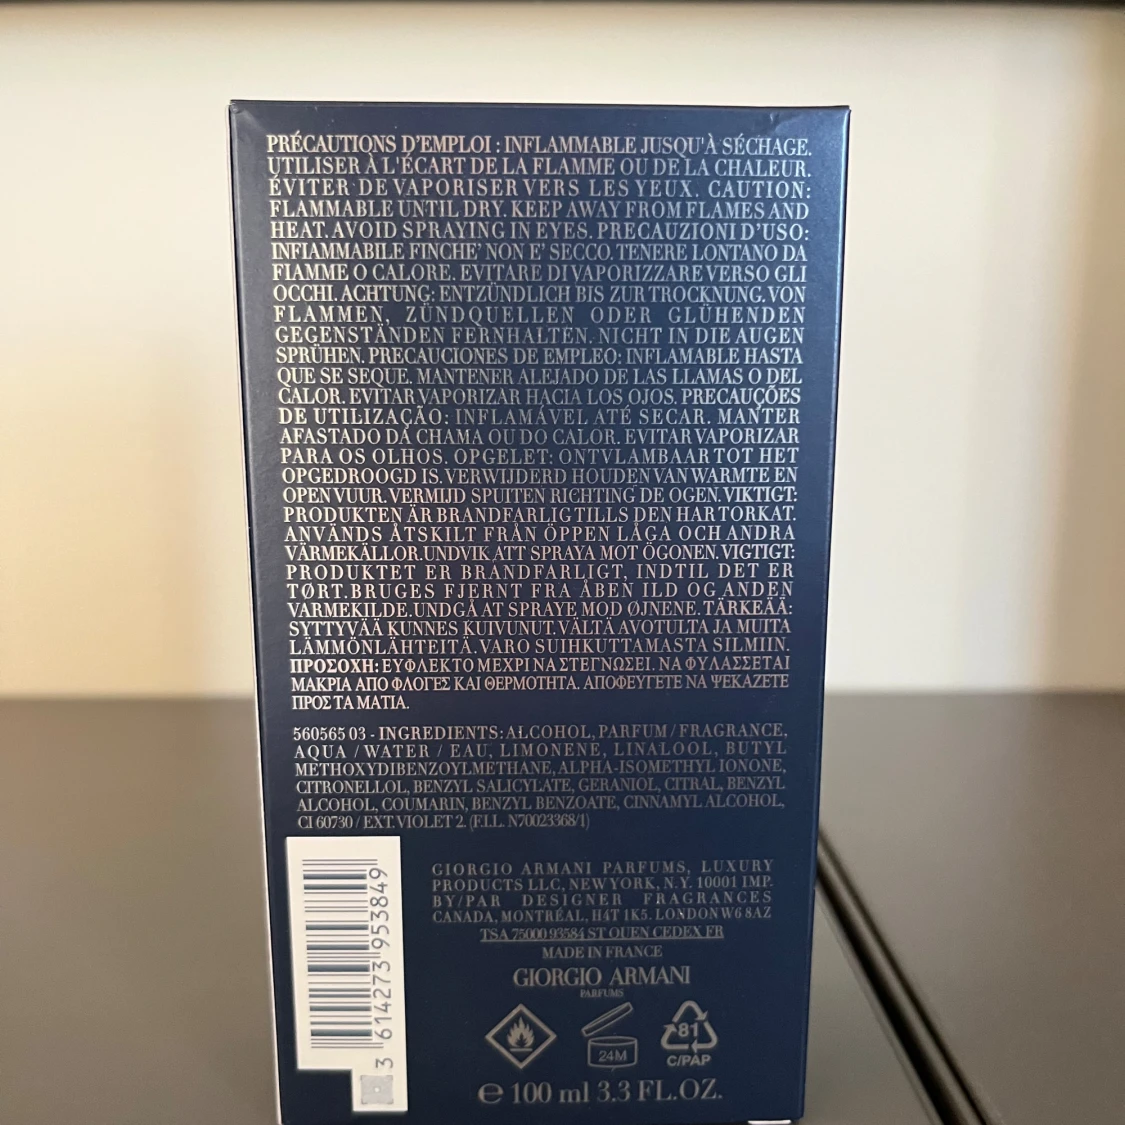 PRÉCAUTIONS D'EMPLOI : INFLAMMABLE JUSQU'À SÉCHAGE.
UTILISER À L'ÉCART DE LA FLAMME OU DE LA CHALEUR.
ÉVITER DE VAPORISER VERS LES YEUX. CAUTION:
FLAMMABLE UNTIL DRY. KEEP AWAY FROM FLAMES AND
HEAT. AVOID SPRAYING IN EYES. PRECAUZIONI D'USO:
INFIAMMABILE FINCHE' NON E' SECCO. TENERE LONTANO DA
FIAMME O CALORE. EVITARE DI VAPORIZZARE VERSO GLI
OCCHI. ACHTUNG: ENTZÜNDLICH BIS ZUR TROCKNUNG. VON
FLAMMEN, ZÜNDQUELLEN ODER GLÜHENDEN
GEGENSTÄNDEN FERNHALTEN. NICHT IN DIE AUGEN
SPRÜHEN. PRECAUCIONES DE EMPLEO: INFLAMABLE HASTA
QUE SE SEQUE. MANTENER ALEJADO DE LAS LLAMAS O DEL
CALOR. EVITAR VAPORIZAR HACIA LOS OJOS. PRECAUÇÕES
DE UTILIZAÇÃO: INFLAMÁVEL ATÉ SECAR. MANTER
AFASTADO DA CHAMA OU DO CALOR. EVITAR VAPORIZAR
PARA OS OLHOS. OPGELET: ONTVLAMBAAR TOT HET
OPGEDROOGD IS. VERWIJDERD HOUDEN VAN WARMTE EN
OPEN VUUR. VERMIJD SPUITEN RICHTING DE OGEN. VIKTIGT:
PRODUKTEN ÄR BRANDFARLIG TILLS DEN HAR TORKAT.
ANVÄNDS ÅTSKILT FRÅN ÖPPEN LÅGA OCH ANDRA
VÄRMEKÄLLOR. UNDVIK ATT SPRAYA MOT ÖGONEN. VIGTIGT:
PRODUKTET ER BRANDFARLIGT, INDTIL DET ER
TØRT. BRUGES FJERNT FRA ÅBEN ILD OG ANDEN
VARMEKILDE. UNDGÅ AT SPRAYE MOD ØJNENE. TÄRKEÄÄ:
SYTTYVÄÄ KUNNES KUIVUNUT. VÄLTÄ AVOTULTA JA MUITA
LÄMMÖNLÄHTEITÄ. VARO SUIHKUTTAMASTA SILMIIN.
ΠΡΟΣΟΧΗ: ΕΥΦΛΕΚΤΟ ΜΕΧΡΙ ΝΑ ΣΤΕΓΝΩΣΕΙ. ΝΑ ΦΥΛΑΣΣΕΤΑΙ
ΜΑΚΡΙΑ ΑΠΟ ΦΛΟΓΕΣ ΚΑΙ ΘΕΡΜΟΤΗΤΑ. ΑΠΟΦΕΥΓΕΤΕ ΝΑ ΨΕΚΑΖΕΤΕ
ΠΡΟΣ ΤΑ ΜΑΤΙΑ.
560565 03 - INGREDIENTS: ALCOHOL, PARFUM / FRAGRANCE,
AQUA / WATER / EAU, LIMONENE, LINALOOL, BUTYL
METHOXYDIBENZOYLMETHANE, ALPHA-ISOMETHYL IONONE,
CITRONELLOL, BENZYL SALICYLATE, GERANIOL, CITRAL, BENZYL
ALCOHOL, COUMARIN, BENZYL BENZOATE, CINNAMYL ALCOHOL,
CI 60730 / EXT. VIOLET 2. (F.I.L. N70023368/1)
GIORGIO ARMANI PARFUMS, LUXURY
PRODUCTS LLC, NEW YORK, N.Y. 10001 IMP.
BY/PAR DESIGNER FRAGRANCES
CANADA, MONTRÉAL, H4T 1K5. LONDON W6 8AZ
TSA 75000 93584 ST OUEN CEDEX FR
MADE IN FRANCE
GIORGIO ARMANI
PARFUMS
3 614273 953849
24M
81
C/PAP
℮ 100 ml 3.3 FL.OZ.